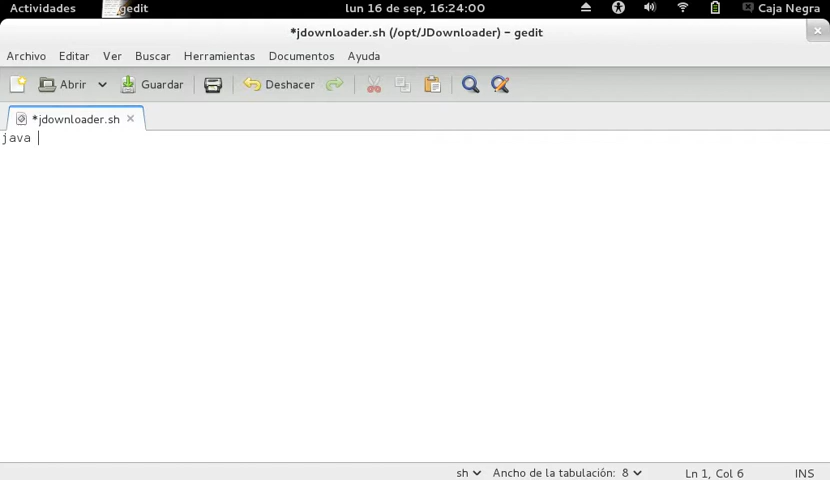 Actividades gedit lun 16 de sep, 16:24:00 Caja Negra
*jdownloader.sh (/opt/JDownloader) – gedit
Archivo Editar Ver Buscar Herramientas Documentos Ayuda
Abrir Guardar Deshacer
*jdownloader.sh
java
sh Ancho de la tabulación: 8 Ln 1, Col 6 INS